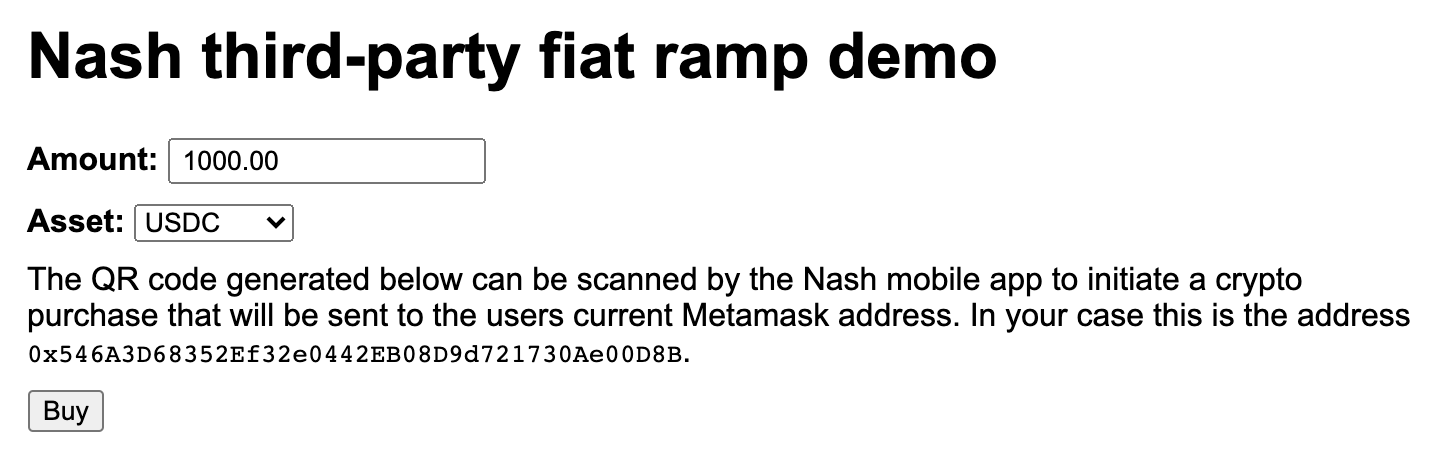 Nash third-party fiat ramp demo
Amount: 1000.00
Asset: USDC
The QR code generated below can be scanned by the Nash mobile app to initiate a crypto
purchase that will be sent to the users current Metamask address. In your case this is the address
0x546A3D68352Ef32e0442EB08D9d721730Ae00D8B.
Buy